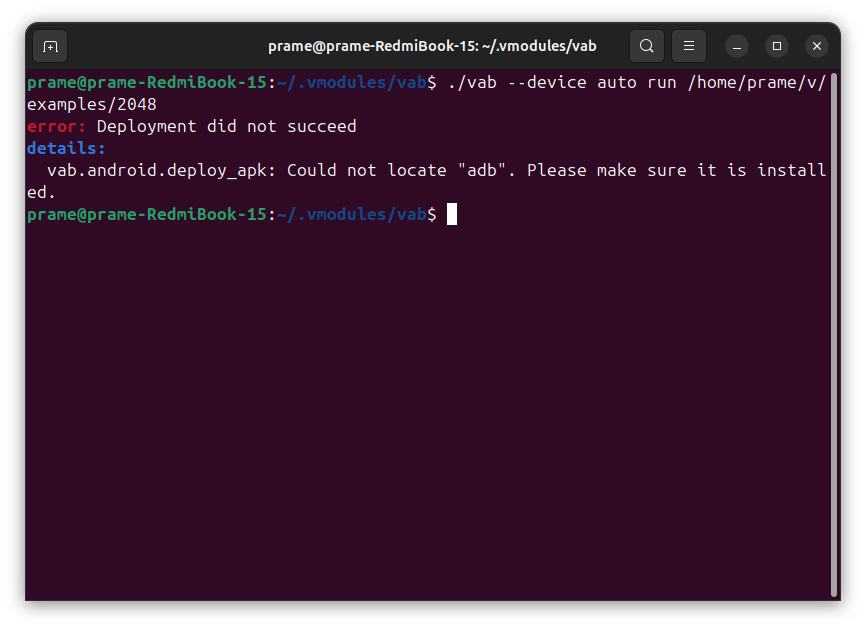 prame@prame-RedmiBook-15: ~/.vmodules/vab
prame@prame-RedmiBook-15:~/.vmodules/vab$ ./vab --device auto run /home/prame/v/
examples/2048
error: Deployment did not succeed
details:
  vab.android.deploy_apk: Could not locate "adb". Please make sure it is install
ed.
prame@prame-RedmiBook-15:~/.vmodules/vab$